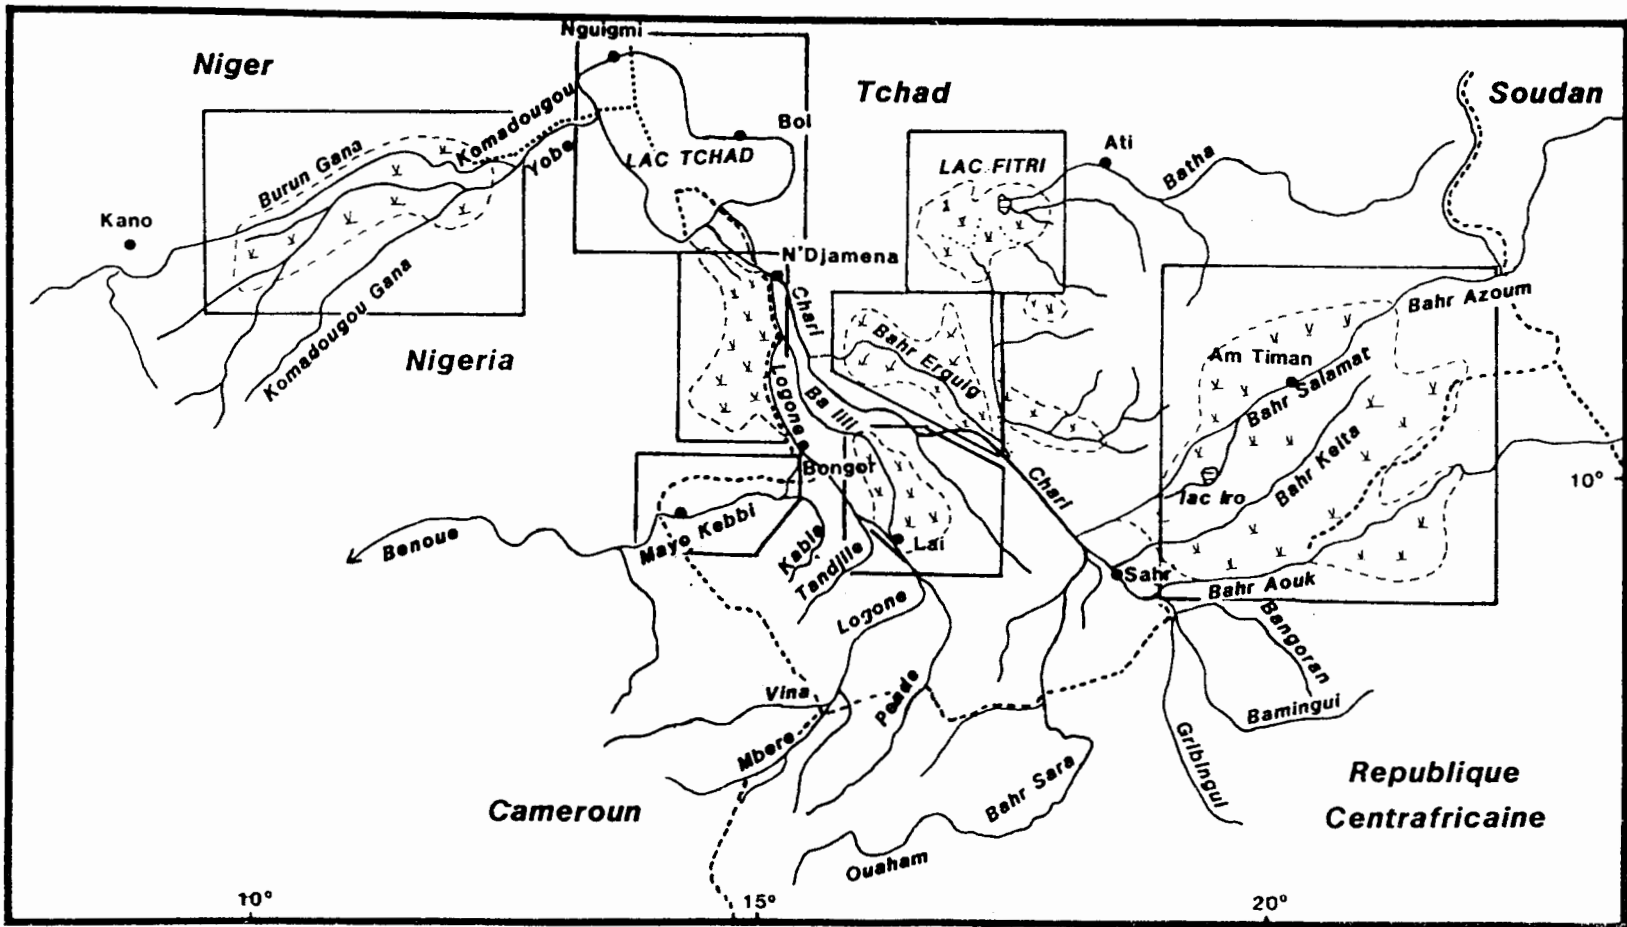 Nguigmi
Niger
Tchad
Soudan
Komadougou
Yobe
Bol
LAC TCHAD
Burun Gana
Kano
LAC FITRI
Ati
Batha
N'Djamena
Komadougou Gana
Nigeria
Chari
Bahr Erguig
Bahr Azoum
Am Timan
Bahr Salamat
Logone
Ba Illi
Bongor
Chari
lac Iro
Bahr Keita
10°
Benoue
Mayo Kebbi
Kabia
Tandjile
Lai
Sahr
Bahr Aouk
Logone
Bangoran
Vina
Pende
Bamingui
Mbere
Gribingui
Bahr Sara
Cameroun
Republique
Centrafricaine
Ouaham
10°
15°
20°